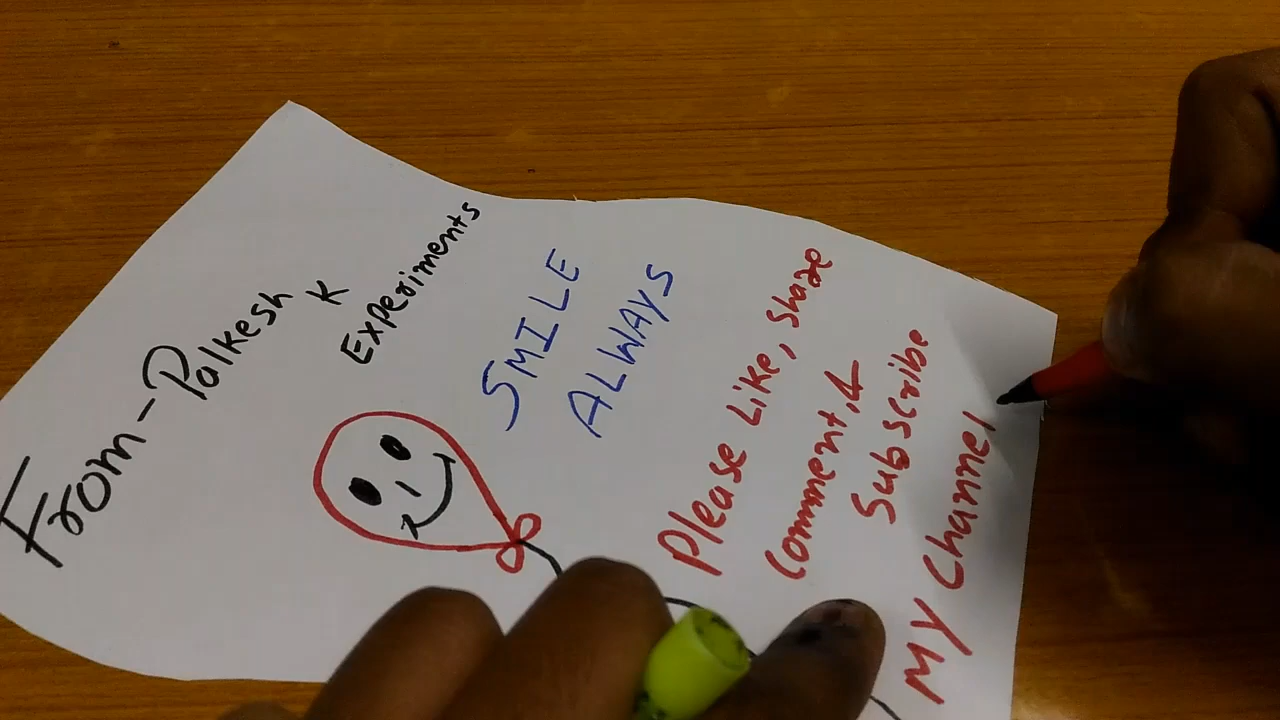 From - Palkesh
K
Experiments
SMILE
ALWAYS
Please Like, share
Comment, &
Subscribe
MY Channel